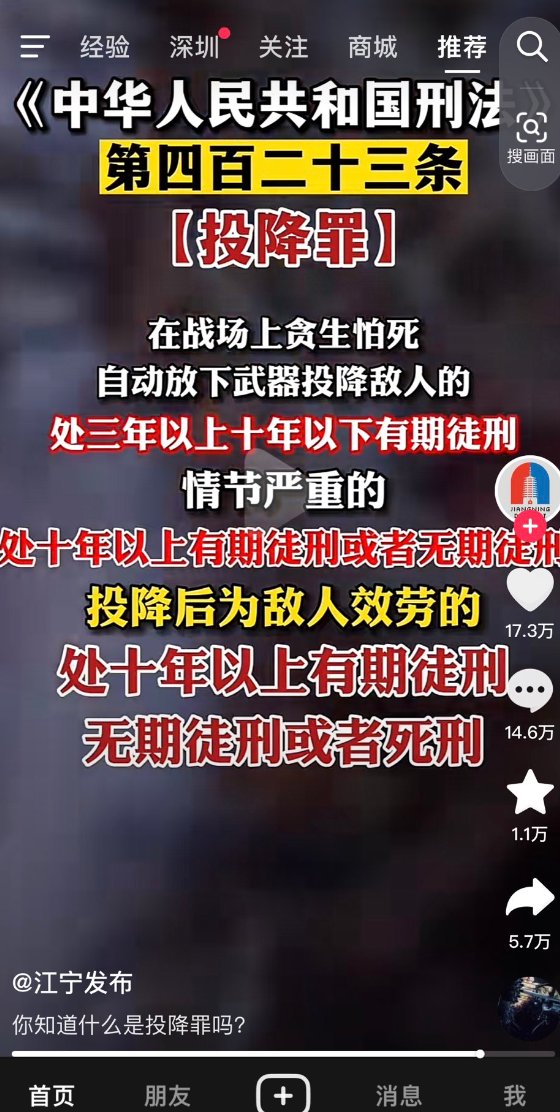 经验 深圳 关注 商城 推荐
《中华人民共和国刑法》
搜画面
第四百二十三条
【投降罪】
在战场上贪生怕死
自动放下武器投降敌人的
处三年以上十年以下有期徒刑
情节严重的
处十年以上有期徒刑或者无期徒刑
投降后为敌人效劳的
处十年以上有期徒刑
无期徒刑或者死刑
JIANGNING
17.3万
14.6万
1.1万
5.7万
@江宁发布
你知道什么是投降罪吗?
首页 朋友 消息 我